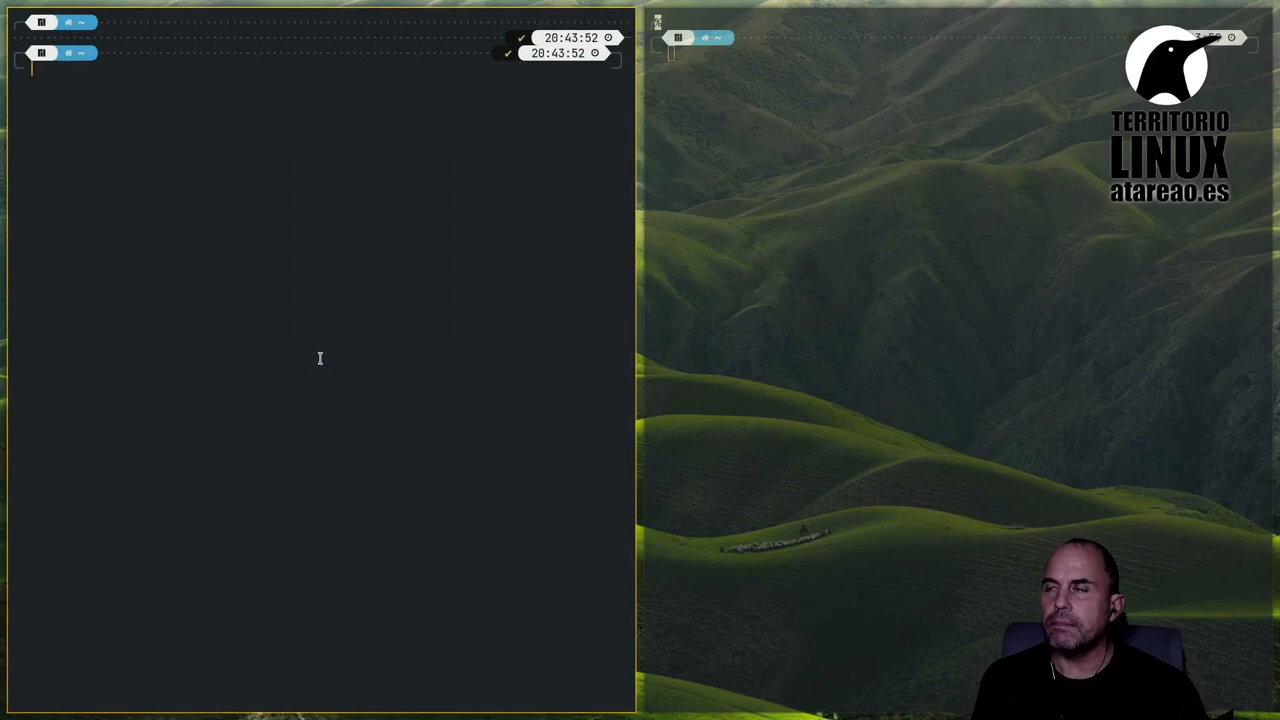 ~
✔ 20:43:52
~
✔ 20:43:52
~
TERRITORIO
LINUX
atareao.es